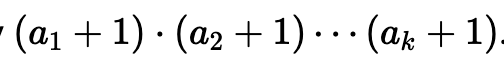 (a₁ + 1) · (a₂ + 1) · · · (aₖ + 1).